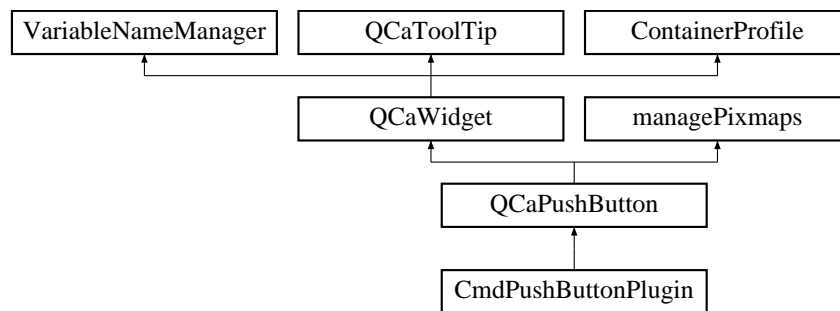 VariableNameManager
QCaToolTip
ContainerProfile
QCaWidget
managePixmaps
QCaPushButton
CmdPushButtonPlugin